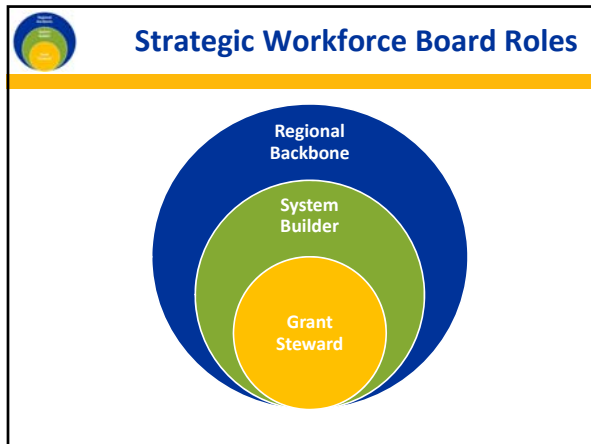 Strategic Workforce Board Roles
Regional
Backbone
System
Builder
Grant
Steward